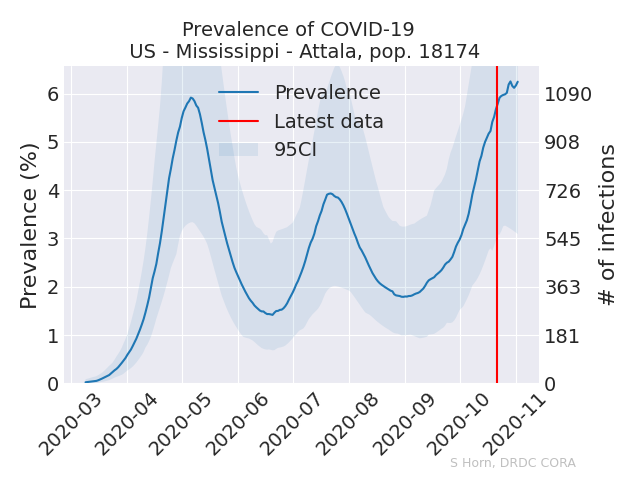 Prevalence of COVID-19
US - Mississippi - Attala, pop. 18174
Prevalence
Latest data
95CI
Prevalence (%)
6
5
4
3
2
1
0
1090
908
726
545
363
181
0
# of infections
2020-03
2020-04
2020-05
2020-06
2020-07
2020-08
2020-09
2020-10
2020-11
S Horn, DRDC CORA